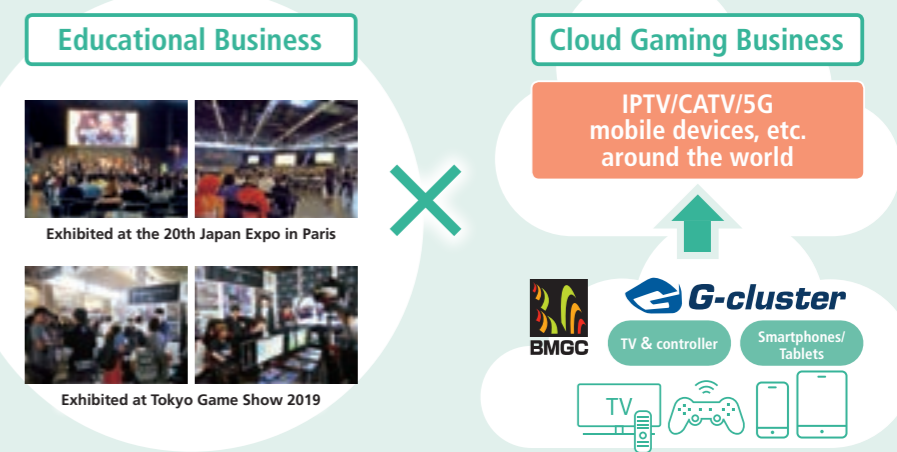 Educational Business
Exhibited at the 20th Japan Expo in Paris
Exhibited at Tokyo Game Show 2019
Cloud Gaming Business
IPTV/CATV/5G
mobile devices, etc.
around the world
BMGC
G-cluster
TV & controller
Smartphones/
Tablets
TV